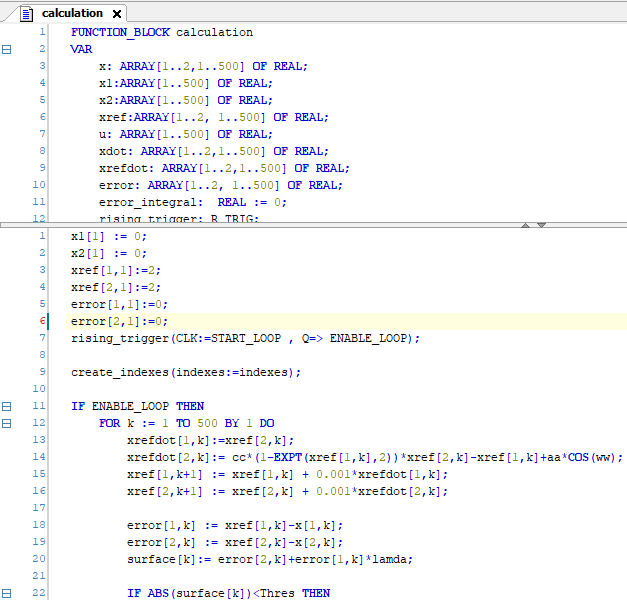 calculation
1 FUNCTION_BLOCK calculation
2 VAR
3 x: ARRAY[1..2,1..500] OF REAL;
4 x1:ARRAY[1..500] OF REAL;
5 x2:ARRAY[1..500] OF REAL;
6 xref:ARRAY[1..2, 1..500] OF REAL;
7 u: ARRAY[1..500] OF REAL;
8 xdot: ARRAY[1..2,1..500] OF REAL;
9 xrefdot: ARRAY[1..2,1..500] OF REAL;
10 error: ARRAY[1..2, 1..500] OF REAL;
11 error_integral:  REAL := 0;
12 rising_trigger: R_TRIG;
1 x1[1] := 0;
2 x2[1] := 0;
3 xref[1,1]:=2;
4 xref[2,1]:=2;
5 error[1,1]:=0;
6 error[2,1]:=0;
7 rising_trigger(CLK:=START_LOOP , Q=> ENABLE_LOOP);
8
9 create_indexes(indexes:=indexes);
10
11 IF ENABLE_LOOP THEN
12 FOR k := 1 TO 500 BY 1 DO
13 xrefdot[1,k]:=xref[2,k];
14 xrefdot[2,k]:= cc*(1-EXPT(xref[1,k],2))*xref[2,k]-xref[1,k]+aa*COS(ww);
15 xref[1,k+1] := xref[1,k] + 0.001*xrefdot[1,k];
16 xref[2,k+1] := xref[2,k] + 0.001*xrefdot[2,k];
17
18 error[1,k] := xref[1,k]-x[1,k];
19 error[2,k] := xref[2,k]-x[2,k];
20 surface[k]:= error[2,k]+error[1,k]*lamda;
21
22 IF ABS(surface[k])<Thres THEN